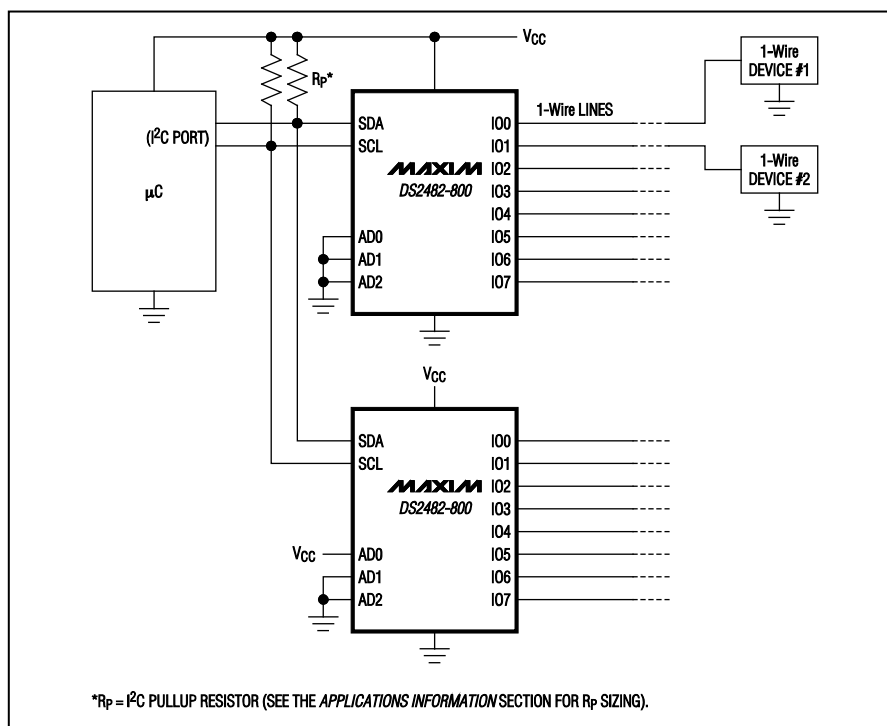 VCC
RP*
1-Wire
DEVICE #1
1-Wire LINES
(I²C PORT)
µC
SDA
SCL
AD0
AD1
AD2
MAXIM
DS2482-800
IO0
IO1
IO2
IO3
IO4
IO5
IO6
IO7
1-Wire
DEVICE #2
VCC
SDA
SCL
VCC
AD0
AD1
AD2
MAXIM
DS2482-800
IO0
IO1
IO2
IO3
IO4
IO5
IO6
IO7
*RP = I²C PULLUP RESISTOR (SEE THE APPLICATIONS INFORMATION SECTION FOR RP SIZING).